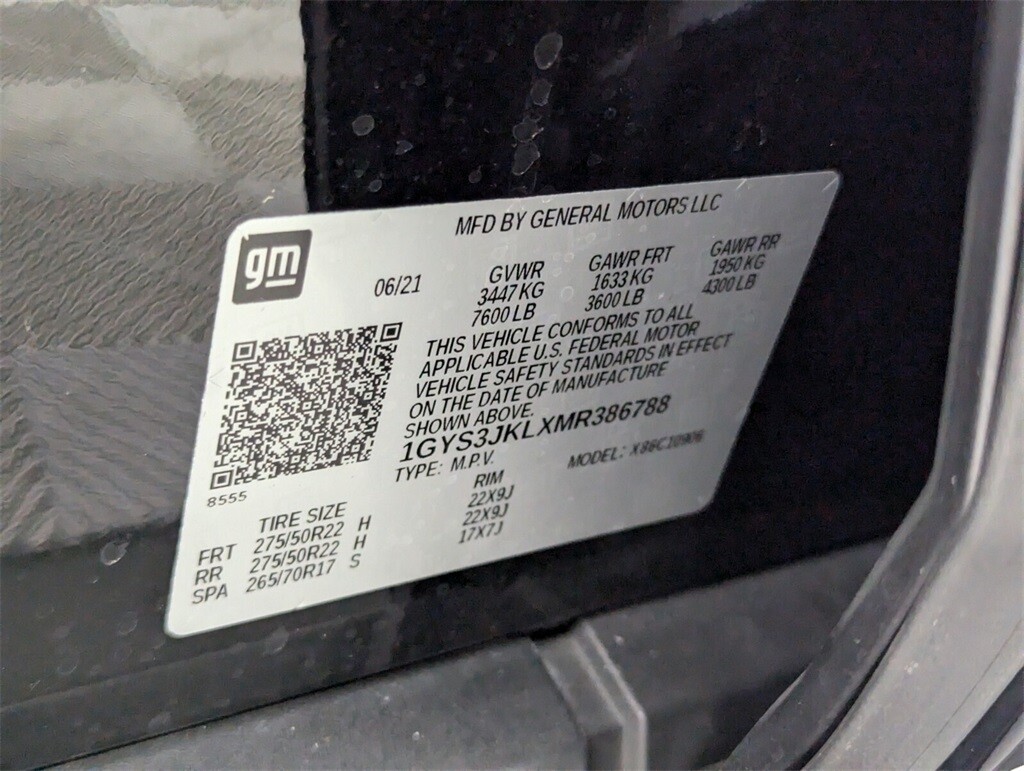 MFD BY GENERAL MOTORS LLC
gm
06/21
GVWR
3447 KG
7600 LB
GAWR FRT
1633 KG
3600 LB
GAWR RR
1950 KG
4300 LB
THIS VEHICLE CONFORMS TO ALL
APPLICABLE U.S. FEDERAL MOTOR
VEHICLE SAFETY STANDARDS IN EFFECT
ON THE DATE OF MANUFACTURE
SHOWN ABOVE.
1GYS3JKLXMR386788
TYPE: M.P.V. MODEL: X86C10906
8555
TIRE SIZE RIM
FRT 275/50R22 H 22X9J
RR 275/50R22 H 22X9J
SPA 265/70R17 S 17X7J